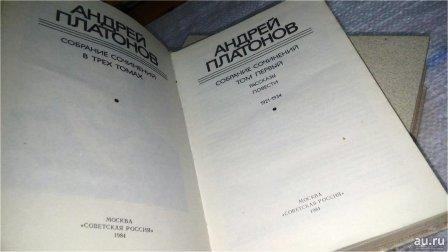 АНДРЕЙ
ПЛАТОНОВ
СОБРАНИЕ СОЧИНЕНИЙ
В ТРЕХ ТОМАХ
МОСКВА
«СОВЕТСКАЯ РОССИЯ»
1984
АНДРЕЙ
ПЛАТОНОВ
СОБРАНИЕ СОЧИНЕНИЙ
ТОМ ПЕРВЫЙ
РАССКАЗЫ
ПОВЕСТИ
1921-1934
МОСКВА
«СОВЕТСКАЯ РОССИЯ»
1984
au.ru